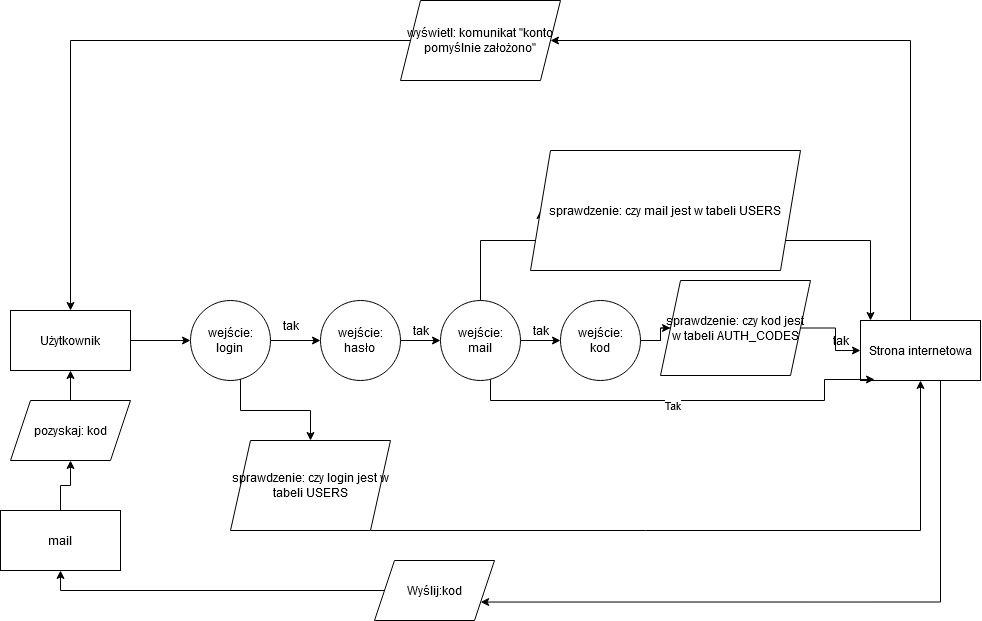 wyświetl: komunikat "konto
pomyślnie założono"
sprawdzenie: czy mail jest w tabeli USERS
Użytkownik
wejście:
login
tak
wejście:
hasło
tak
wejście:
mail
tak
wejście:
kod
sprawdzenie: czy kod jest
w tabeli AUTH_CODES
tak
Strona internetowa
Tak
pozyskaj: kod
sprawdzenie: czy login jest w
tabeli USERS
mail
Wyślij:kod